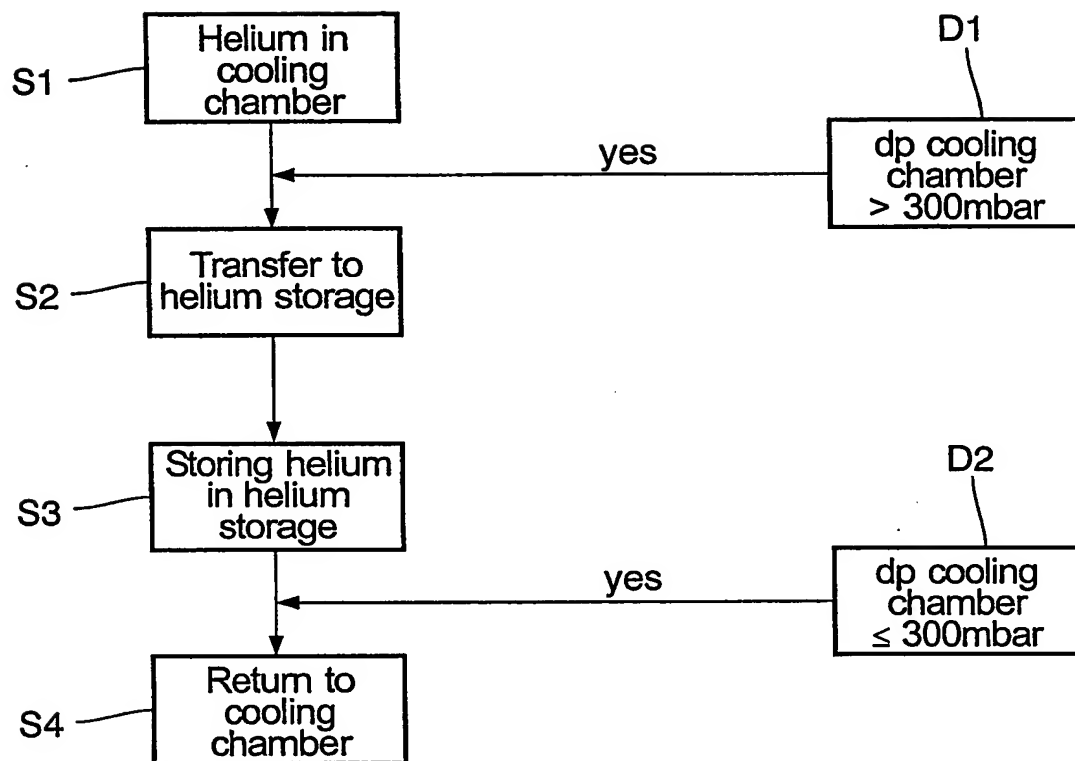 S1
Helium in
cooling
chamber
D1
yes
dp cooling
chamber
> 300mbar
S2
Transfer to
helium storage
S3
Storing helium
in helium
storage
D2
yes
dp cooling
chamber
≤ 300mbar
S4
Return to
cooling
chamber